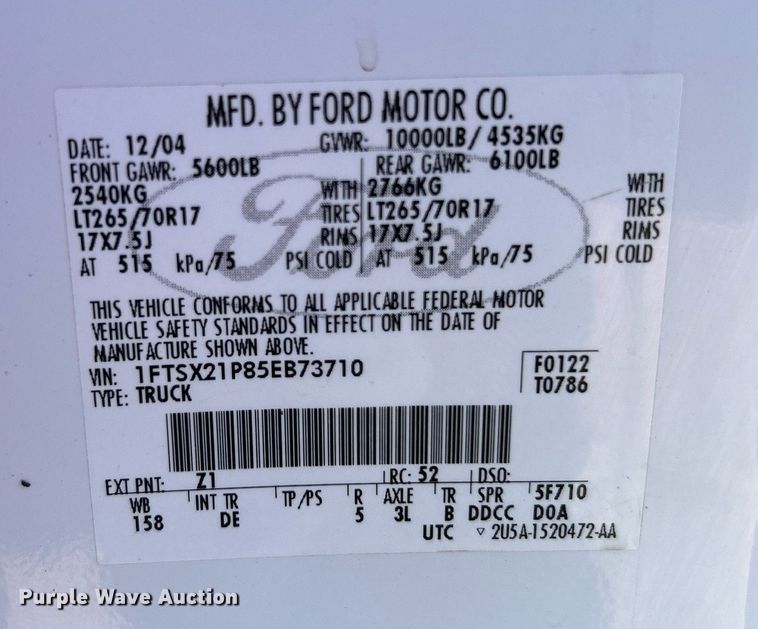 MFD. BY FORD MOTOR CO.
DATE: 12/04 GVWR: 10000LB/ 4535KG
FRONT GAWR: 5600LB REAR GAWR: 6100LB
2540KG WITH 2766KG WITH
LT265/70R17 TIRES LT265/70R17 TIRES
17X7.5J RIMS 17X7.5J RIMS
AT 515 kPa/75 PSI COLD AT 515 kPa/75 PSI COLD
Ford
THIS VEHICLE CONFORMS TO ALL APPLICABLE FEDERAL MOTOR
VEHICLE SAFETY STANDARDS IN EFFECT ON THE DATE OF
MANUFACTURE SHOWN ABOVE.
VIN: 1FTSX21P85EB73710 F0122
TYPE: TRUCK T0786
EXT PNT: Z1 RC: 52 DSO:
WB INT TR TP/PS R AXLE TR SPR 5F710
158 DE 5 3L B DDCC D0A
UTC ▽ 2U5A-1520472-AA
Purple Wave Auction